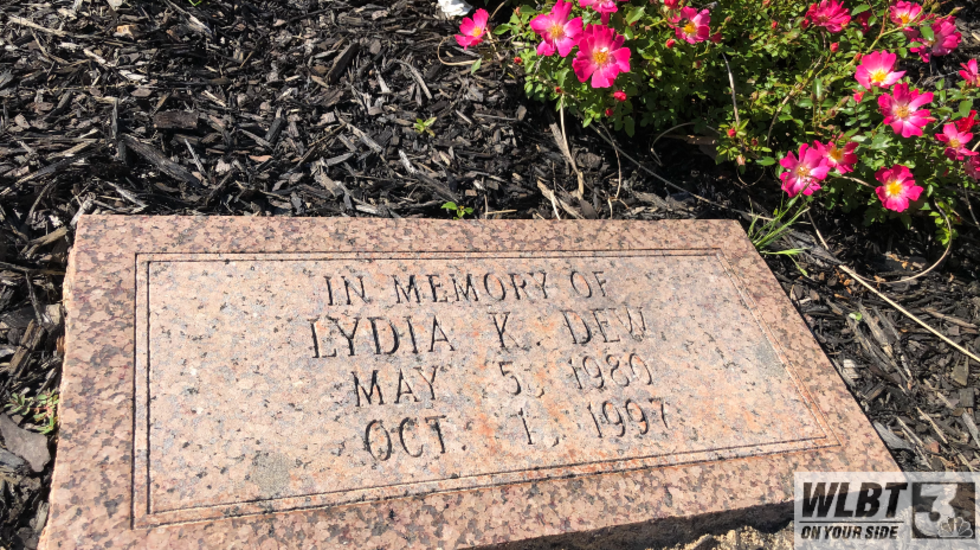 IN MEMORY OF
LYDIA K. DEW
MAY 5, 1980
OCT. 1, 1997
WLBT 3
ON YOUR SIDE